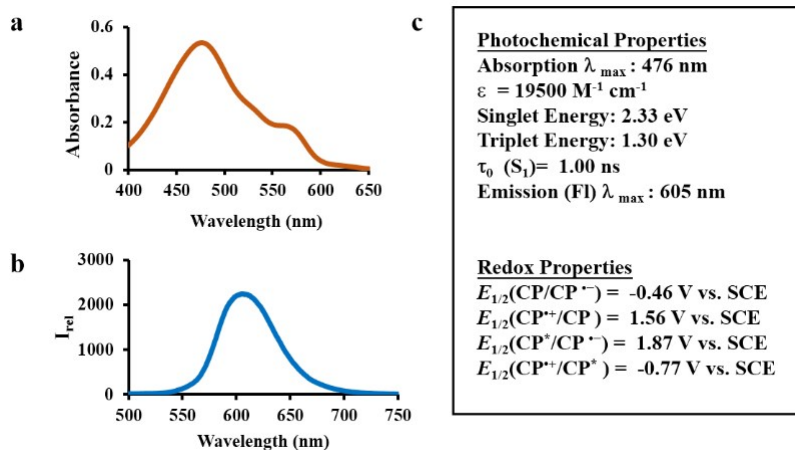 a
0.6
0.4
0.2
0
Absorbance
400 450 500 550 600 650
Wavelength (nm)
b
3000
2000
1000
0
I rel
500 550 600 650 700 750
Wavelength (nm)
c
Photochemical Properties
Absorption λ max : 476 nm
ε = 19500 M⁻¹ cm⁻¹
Singlet Energy: 2.33 eV
Triplet Energy: 1.30 eV
τ₀ (S₁)= 1.00 ns
Emission (Fl) λ max : 605 nm
Redox Properties
E₁/₂(CP/CP •−) = -0.46 V vs. SCE
E₁/₂(CP•+/CP ) = 1.56 V vs. SCE
E₁/₂(CP*/CP •−) = 1.87 V vs. SCE
E₁/₂(CP•+/CP* ) = -0.77 V vs. SCE